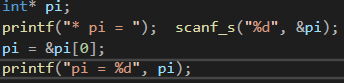 int* pi;
printf("* pi = ");  scanf_s("%d", &pi);
pi = &pi[0];
printf("pi = %d", pi);